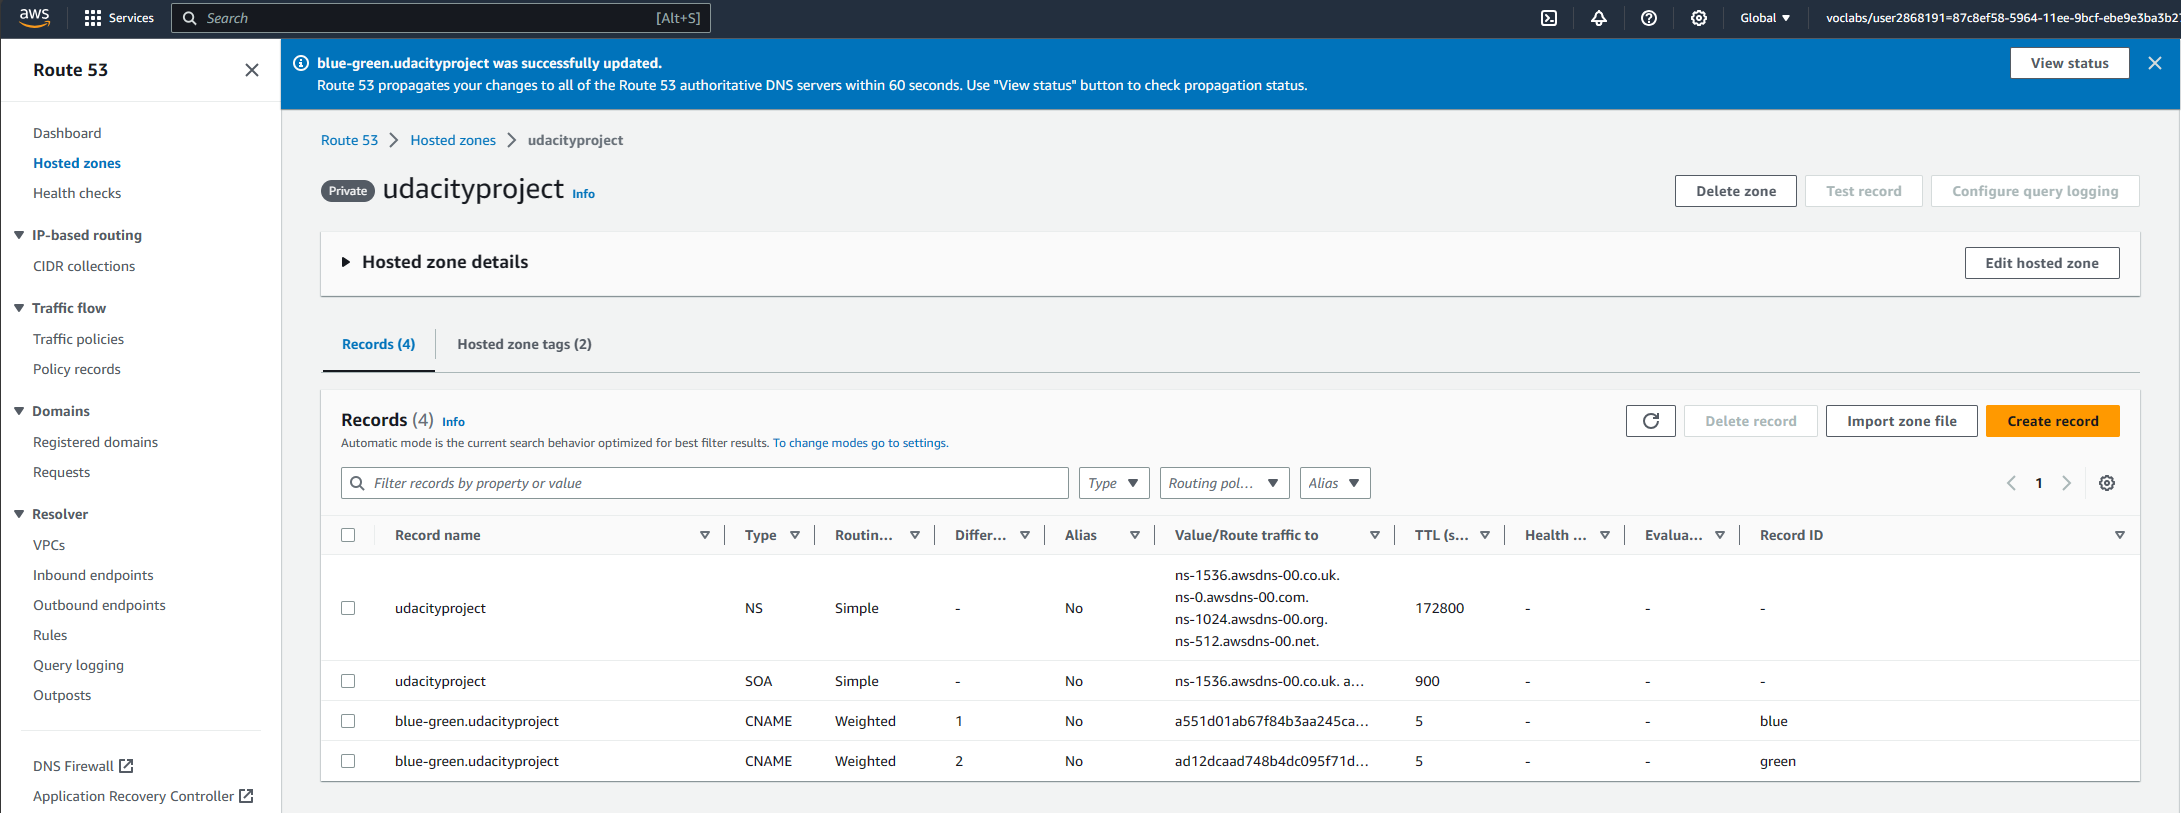 aws
Services
Search
[Alt+S]
Global
voclabs/user2868191=87c8ef58-5964-11ee-9bcf-ebe9e3ba3b2
Route 53
Dashboard
Hosted zones
Health checks
IP-based routing
CIDR collections
Traffic flow
Traffic policies
Policy records
Domains
Registered domains
Requests
Resolver
VPCs
Inbound endpoints
Outbound endpoints
Rules
Query logging
Outposts
DNS Firewall
Application Recovery Controller
blue-green.udacityproject was successfully updated.
Route 53 propagates your changes to all of the Route 53 authoritative DNS servers within 60 seconds. Use "View status" button to check propagation status.
View status
Route 53 Hosted zones udacityproject
Private udacityproject Info
Delete zone Test record Configure query logging
Hosted zone details
Edit hosted zone
Records (4) Hosted zone tags (2)
Records (4) Info
Automatic mode is the current search behavior optimized for best filter results. To change modes go to settings.
Delete record Import zone file Create record
Filter records by property or value
Type Routing pol... Alias
1
Record name Type Routin... Differ... Alias Value/Route traffic to TTL (s... Health ... Evalua... Record ID
ns-1536.awsdns-00.co.uk.
ns-0.awsdns-00.com.
udacityproject NS Simple - No 172800 - - -
ns-1024.awsdns-00.org.
ns-512.awsdns-00.net.
udacityproject SOA Simple - No ns-1536.awsdns-00.co.uk. a... 900 - - -
blue-green.udacityproject CNAME Weighted 1 No a551d01ab67f84b3aa245ca... 5 - - blue
blue-green.udacityproject CNAME Weighted 2 No ad12dcaad748b4dc095f71d... 5 - - green